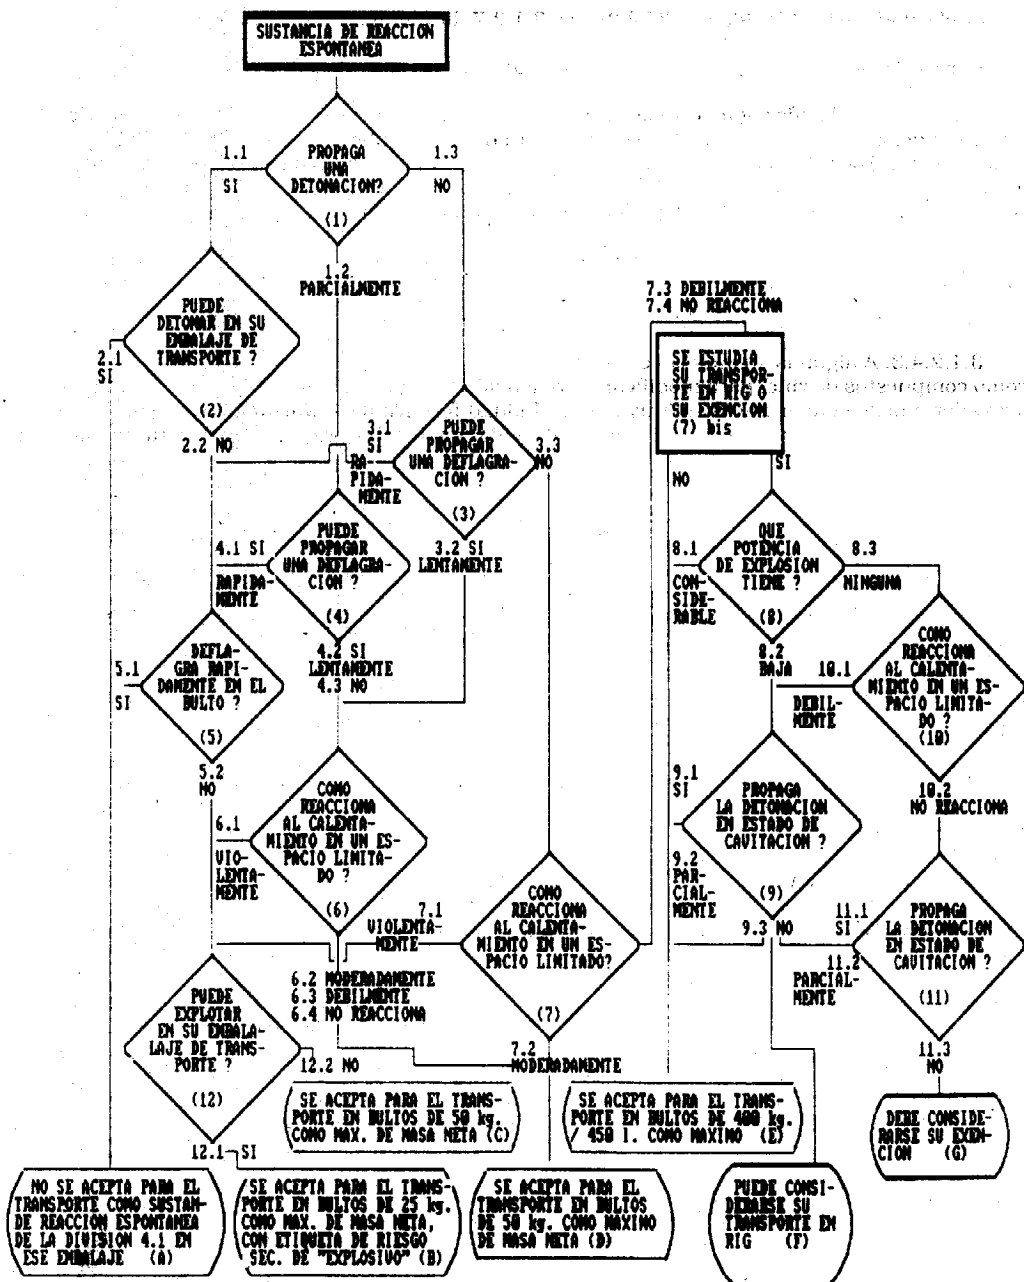 SUSTANCIA DE REACCION
ESPONTANEA
1.1
SI
PROPAGA
UNA
DETONACION?
(1)
1.3
NO
1.2
PARCIALMENTE
PUEDE
DETONAR EN SU
EMBALAJE DE
TRANSPORTE ?
(2)
2.1
SI
2.2 NO
3.1
SI
RA-
PIDA-
MENTE
PUEDE
PROPAGAR
UNA DEFLAGRA-
CION ?
(3)
3.3
NO
3.2 SI
LENTAMENTE
4.1 SI
RAPIDA-
MENTE
PUEDE
PROPAGAR
UNA DEFLAGRA-
CION ?
(4)
4.2 SI
LENTAMENTE
4.3 NO
5.1
SI
DEFLA-
GRA RAPI-
DAMENTE EN EL
BULTO ?
(5)
5.2
NO
6.1
VIO-
LENTA-
MENTE
COMO
REACCIONA
AL CALENTA-
MIENTO EN UN ES-
PACIO LIMITA-
DO ?
(6)
6.2 MODERADAMENTE
6.3 DEBILMENTE
6.4 NO REACCIONA
7.1
VIOLENTA-
MENTE
COMO
REACCIONA
AL CALENTA-
MIENTO EN UN ES-
PACIO LIMITADO?
(7)
7.2
MODERADAMENTE
7.3 DEBILMENTE
7.4 NO REACCIONA
SE ESTUDIA
SU TRANSPOR-
TE EN RIG O
SU EXENCION
(7) bis
NO
SI
8.1
CON-
SIDE-
RABLE
QUE
POTENCIA
DE EXPLOSION
TIENE ?
(8)
8.3
NINGUNA
8.2
BAJA
10.1
DEBIL-
MENTE
COMO
REACCIONA
AL CALENTA-
MIENTO EN UN ES-
PACIO LIMITA-
DO ?
(10)
10.2
NO REACCIONA
9.1
SI
PROPAGA
LA DETONACION
EN ESTADO DE
CAVITACION ?
(9)
9.2
PAR-
CIAL-
MENTE
9.3 NO
11.1
SI
11.2
PARCIAL-
MENTE
PROPAGA
LA DETONACION
EN ESTADO DE
CAVITACION ?
(11)
11.3
NO
PUEDE
EXPLOTAR
EN SU EMBALA-
LAJE DE TRANS-
PORTE ?
(12)
12.2 NO
12.1 SI
SE ACEPTA PARA EL TRANS-
PORTE EN BULTOS DE 50 kg.
COMO MAX. DE MASA NETA (C)
SE ACEPTA PARA EL TRANS-
PORTE EN BULTOS DE 400 kg.
/ 450 l. COMO MAXIMO (E)
DEBE CONSIDE-
RARSE SU EXEN-
CION (G)
NO SE ACEPTA PARA EL
TRANSPORTE COMO SUSTAN-
DE REACCION ESPONTANEA
DE LA DIVISION 4.1 EN
ESE EMBALAJE (A)
SE ACEPTA PARA EL TRANS-
PORTE EN BULTOS DE 25 kg.
COMO MAX. DE MASA NETA,
CON ETIQUETA DE RIESGO
SEC. DE "EXPLOSIVO" (B)
SE ACEPTA PARA EL
TRANSPORTE EN BULTOS
DE 50 kg. COMO MAXIMO
DE MASA NETA (D)
PUEDE CONSI-
DERARSE SU
TRANSPORTE EN
RIG (F)